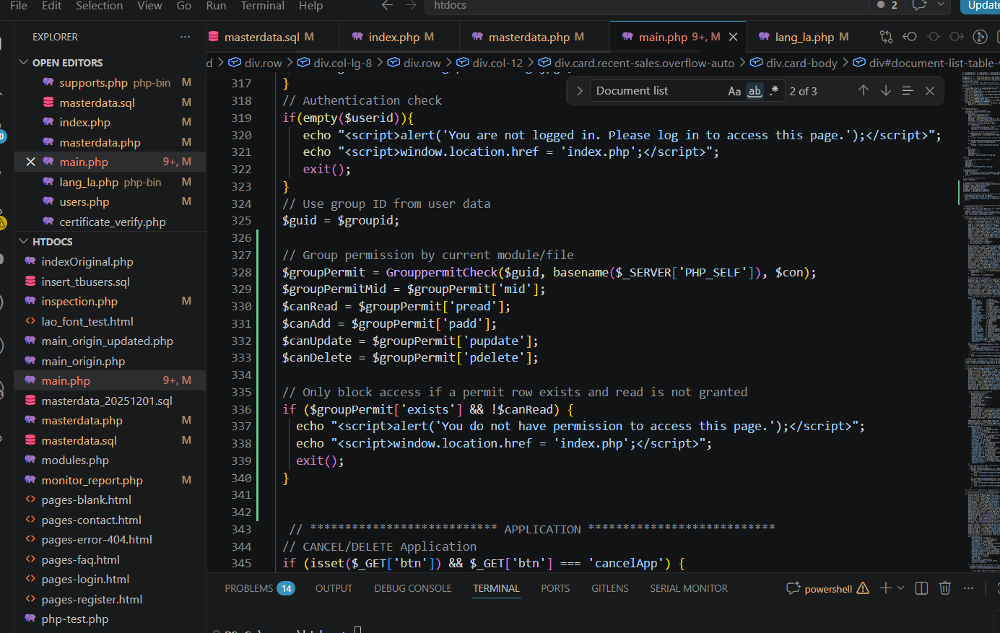 File Edit Selection View Go Run Terminal Help
htdocs
2
Update
EXPLORER
masterdata.sql M
index.php M
masterdata.php M
main.php 9+, M
lang_la.php M
OPEN EDITORS
d > div.row > div.col-lg-8 > div.row > div.col-12 > div.card.recent-sales.overflow-auto > div.card-body > div#document-list-table-
supports.php php-bin M
masterdata.sql M
index.php M
masterdata.php M
main.php 9+, M
lang_la.php php-bin M
users.php M
certificate_verify.php
HTDOCS
indexOriginal.php
insert_tbusers.sql
inspection.php M
lao_font_test.html
main_origin_updated.php
main_origin.php
main.php 9+, M
masterdata_20251201.sql
masterdata.php M
masterdata.sql M
modules.php
monitor_report.php M
pages-blank.html
pages-contact.html
pages-error-404.html
pages-faq.html
pages-login.html
pages-register.html
php-test.php
Document list Aa ab .* 2 of 3
317 }
318 // Authentication check
319 if(empty($userid)){
320 echo "<script>alert('You are not logged in. Please log in to access this page.');</script>";
321 echo "<script>window.location.href = 'index.php';</script>";
322 exit();
323 }
324 // Use group ID from user data
325 $guid = $groupid;
326
327 // Group permission by current module/file
328 $groupPermit = GrouppermitCheck($guid, basename($_SERVER['PHP_SELF']), $con);
329 $groupPermitMid = $groupPermit['mid'];
330 $canRead = $groupPermit['pread'];
331 $canAdd = $groupPermit['padd'];
332 $canUpdate = $groupPermit['pupdate'];
333 $canDelete = $groupPermit['pdelete'];
334
335 // Only block access if a permit row exists and read is not granted
336 if ($groupPermit['exists'] && !$canRead) {
337 echo "<script>alert('You do not have permission to access this page.');</script>";
338 echo "<script>window.location.href = 'index.php';</script>";
339 exit();
340 }
341
342
343 // *************************** APPLICATION ***************************
344 // CANCEL/DELETE Application
345 if (isset($_GET['btn']) && $_GET['btn'] === 'cancelApp') {
PROBLEMS 14 OUTPUT DEBUG CONSOLE TERMINAL PORTS GITLENS SERIAL MONITOR
powershell